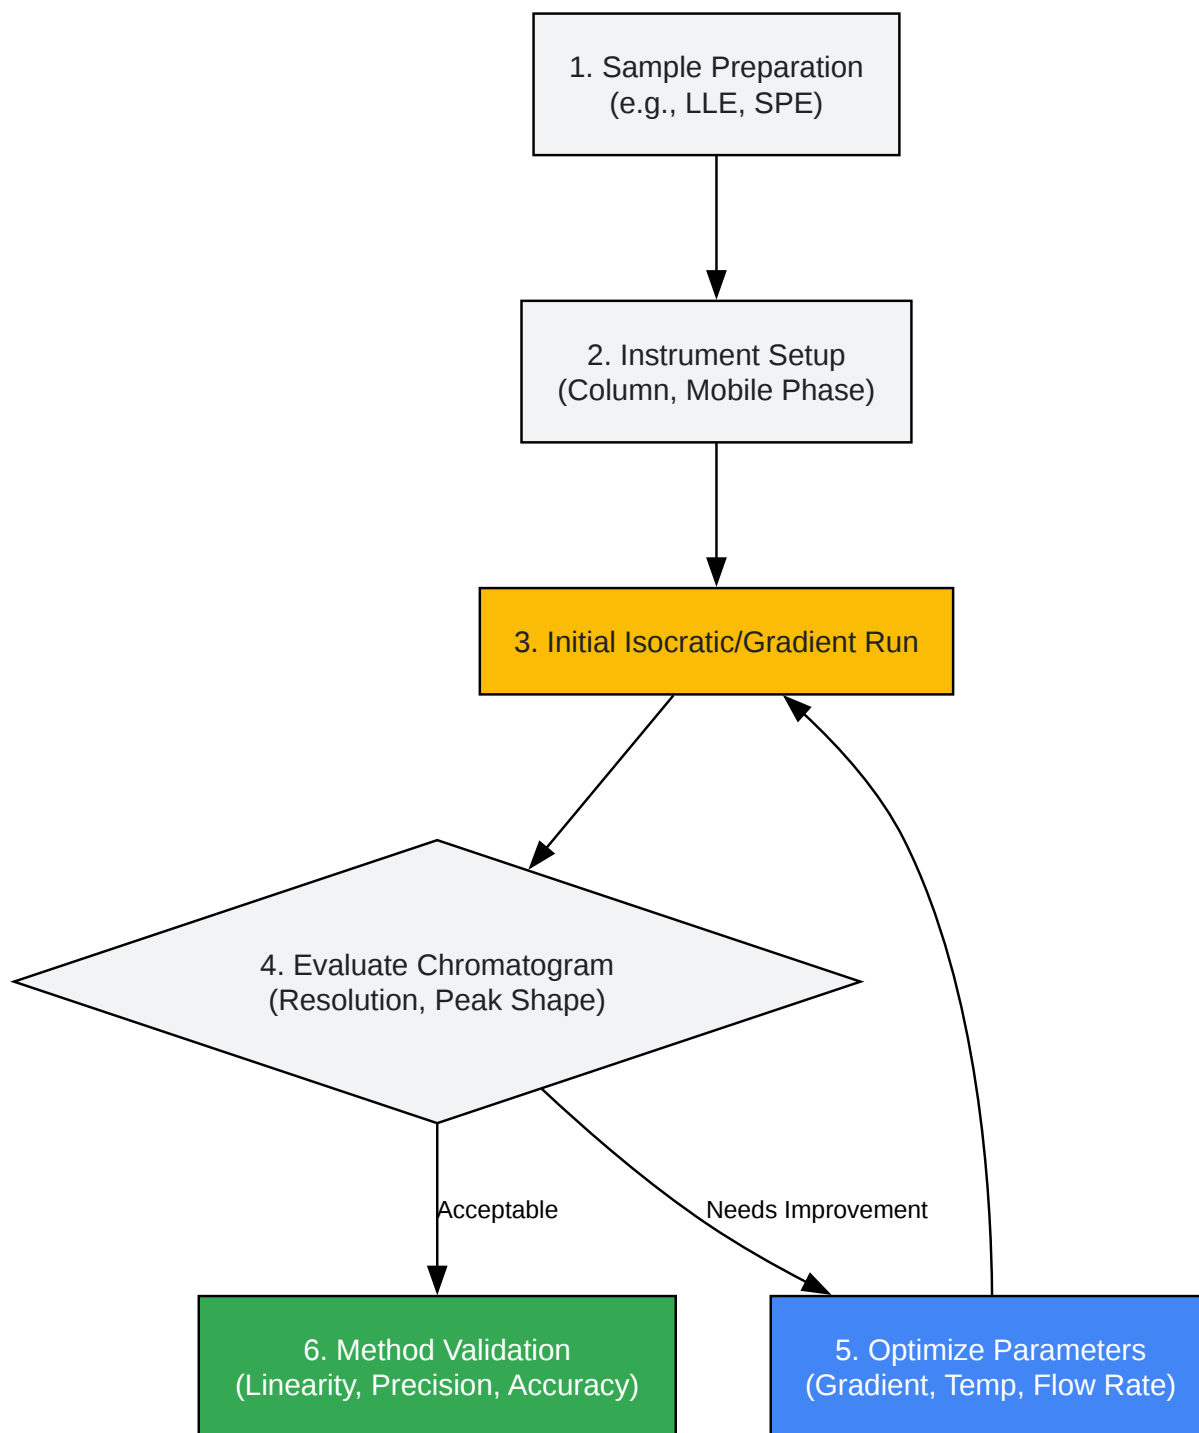 1. Sample Preparation
(e.g., LLE, SPE)
2. Instrument Setup
(Column, Mobile Phase)
3. Initial Isocratic/Gradient Run
4. Evaluate Chromatogram
(Resolution, Peak Shape)
Acceptable
Needs Improvement
6. Method Validation
(Linearity, Precision, Accuracy)
5. Optimize Parameters
(Gradient, Temp, Flow Rate)